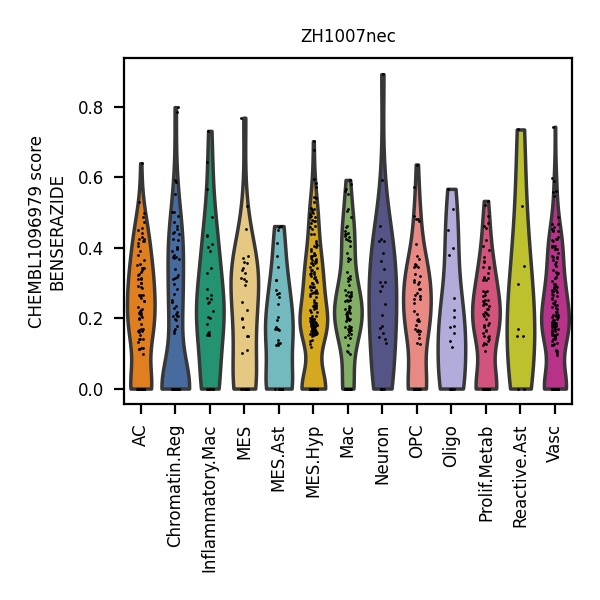 ZH1007nec
CHEMBL1096979 score
BENSERAZIDE
0.8
0.6
0.4
0.2
0.0
AC
Chromatin.Reg
Inflammatory.Mac
MES
MES.Ast
MES.Hyp
Mac
Neuron
OPC
Oligo
Prolif.Metab
Reactive.Ast
Vasc